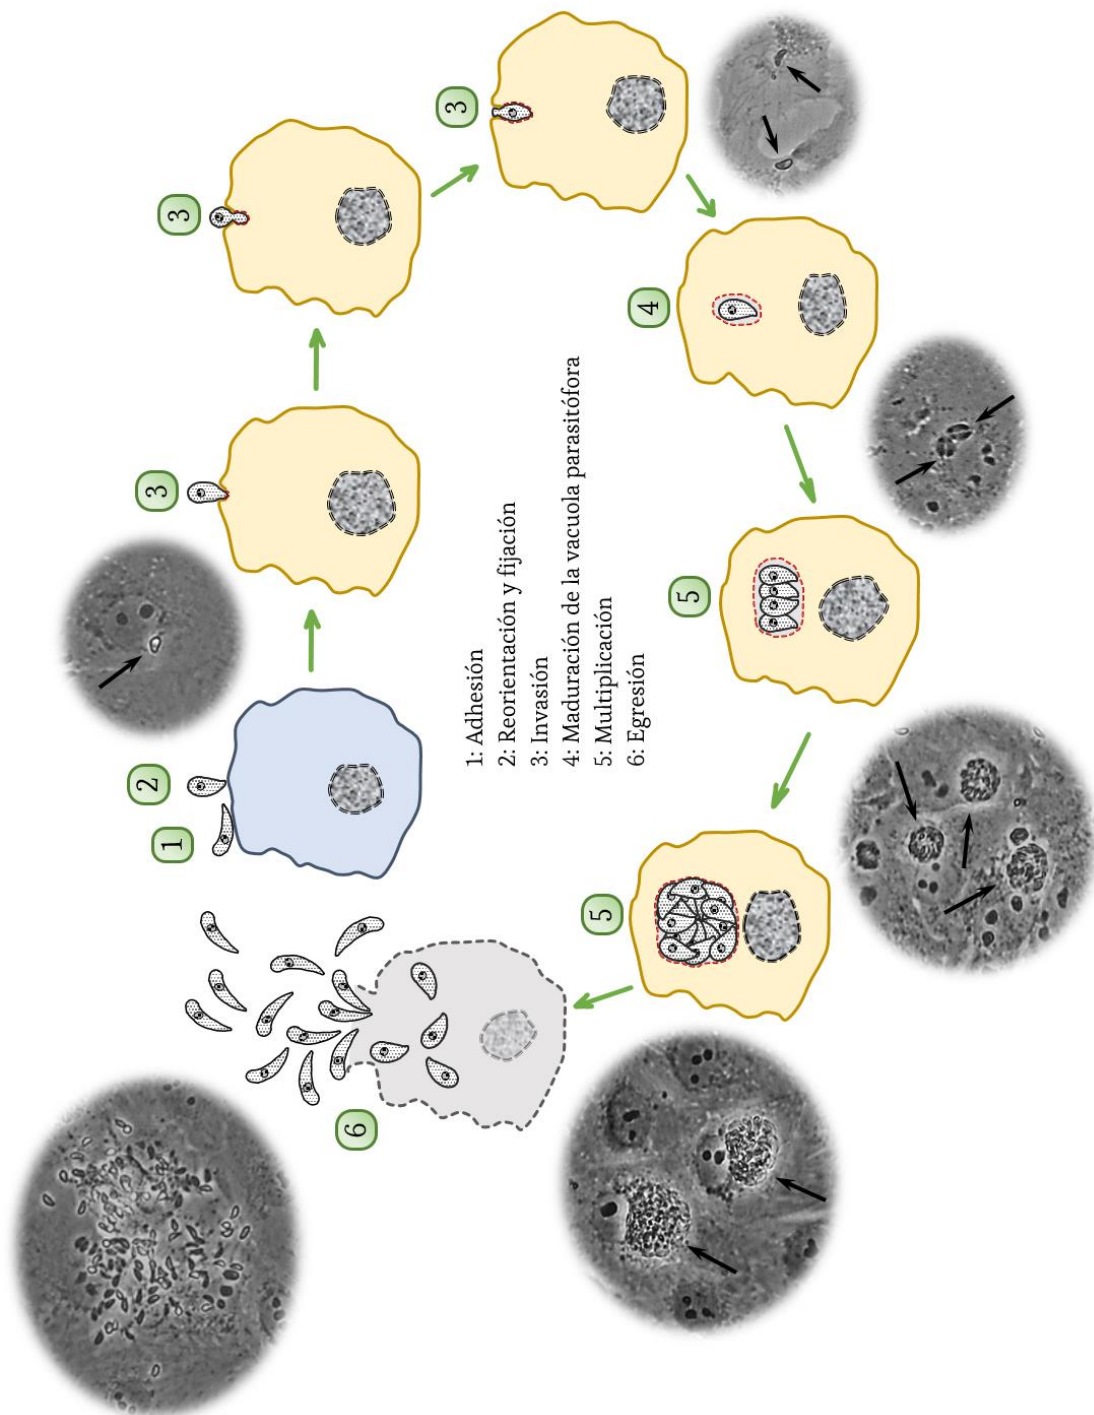 1
2
3
3
3
4
5
5
6
1: Adhesión
2: Reorientación y fijación
3: Invasión
4: Maduración de la vacuola parasitófora
5: Multiplicación
6: Egresión